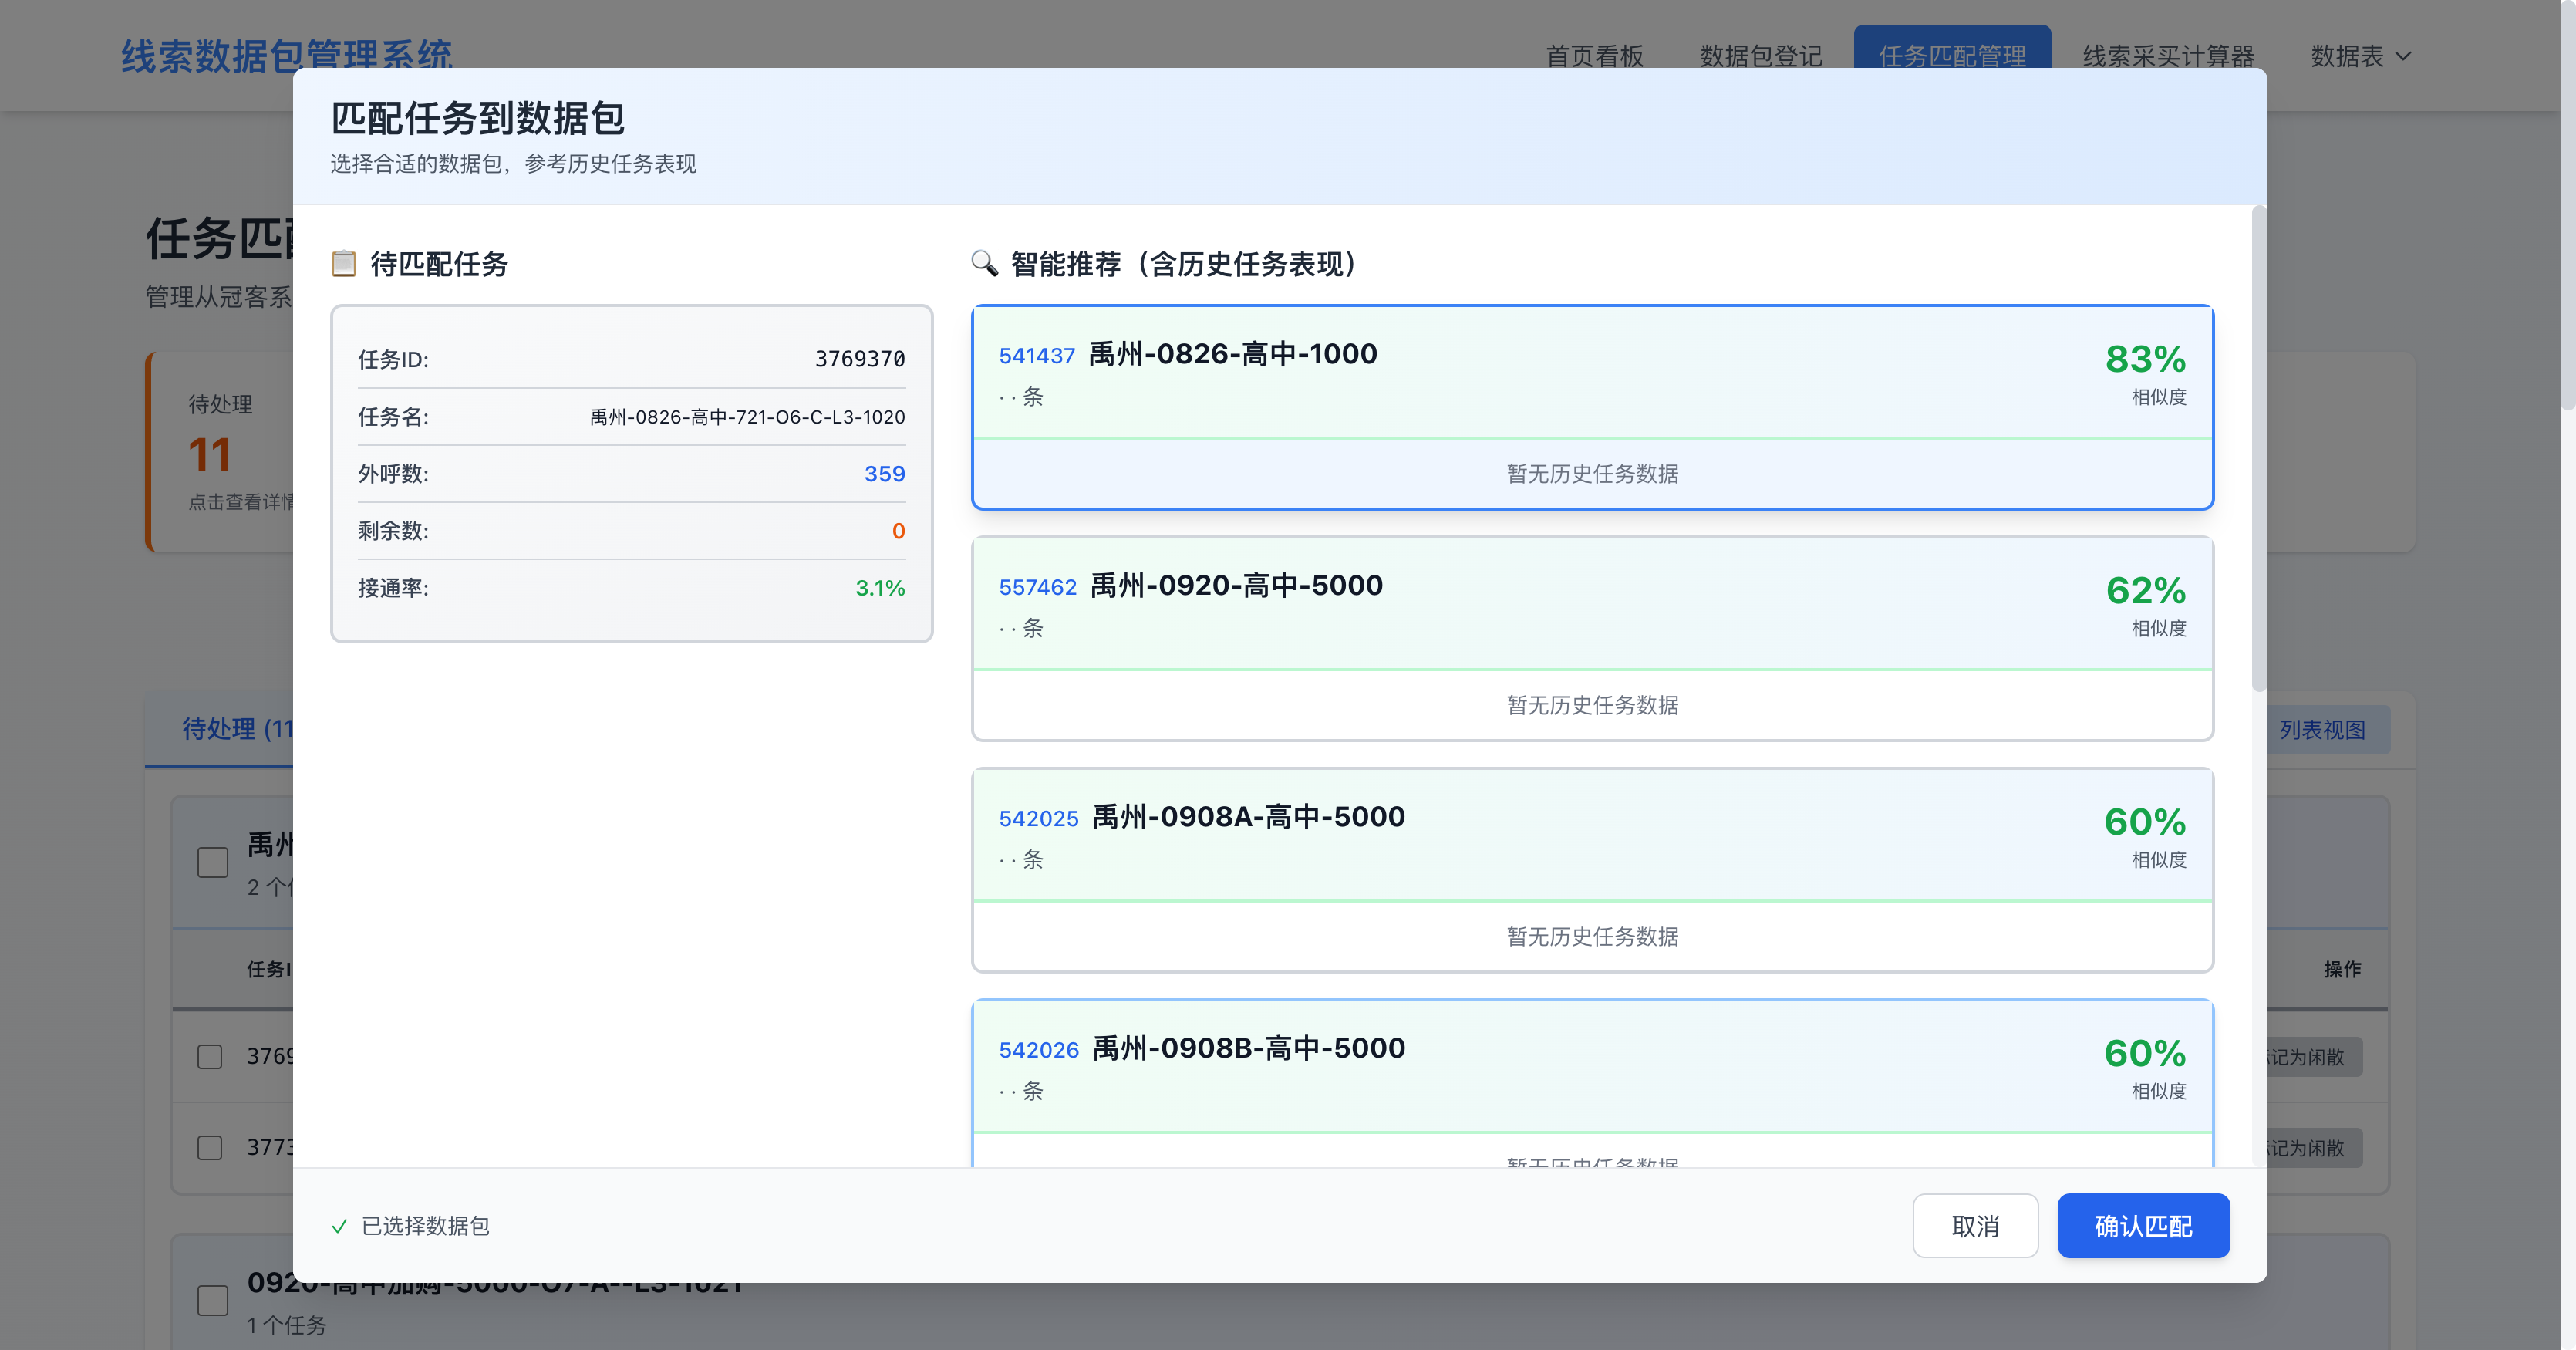 线索数据包管理系统
首页看板
数据包登记
任务匹配管理
线索采买计算器
数据表
匹配任务到数据包
选择合适的数据包，参考历史任务表现
任务匹
管理从冠客系
待处理
11
点击查看详情
待处理 (11
列表视图
📋 待匹配任务
任务ID: 3769370
任务名: 禹州-0826-高中-721-O6-C-L3-1020
外呼数: 359
剩余数: 0
接通率: 3.1%
🔍 智能推荐（含历史任务表现）
541437 禹州-0826-高中-1000
· · 条
83%
相似度
暂无历史任务数据
557462 禹州-0920-高中-5000
· · 条
62%
相似度
暂无历史任务数据
542025 禹州-0908A-高中-5000
· · 条
60%
相似度
暂无历史任务数据
542026 禹州-0908B-高中-5000
· · 条
60%
相似度
暂无历史任务数据
禹州
2 个
任务I
操作
3769
记为闲散
3773
记为闲散
✓ 已选择数据包
取消
确认匹配
0920-高中加购-5000-O7-A--L3-1021
1 个任务